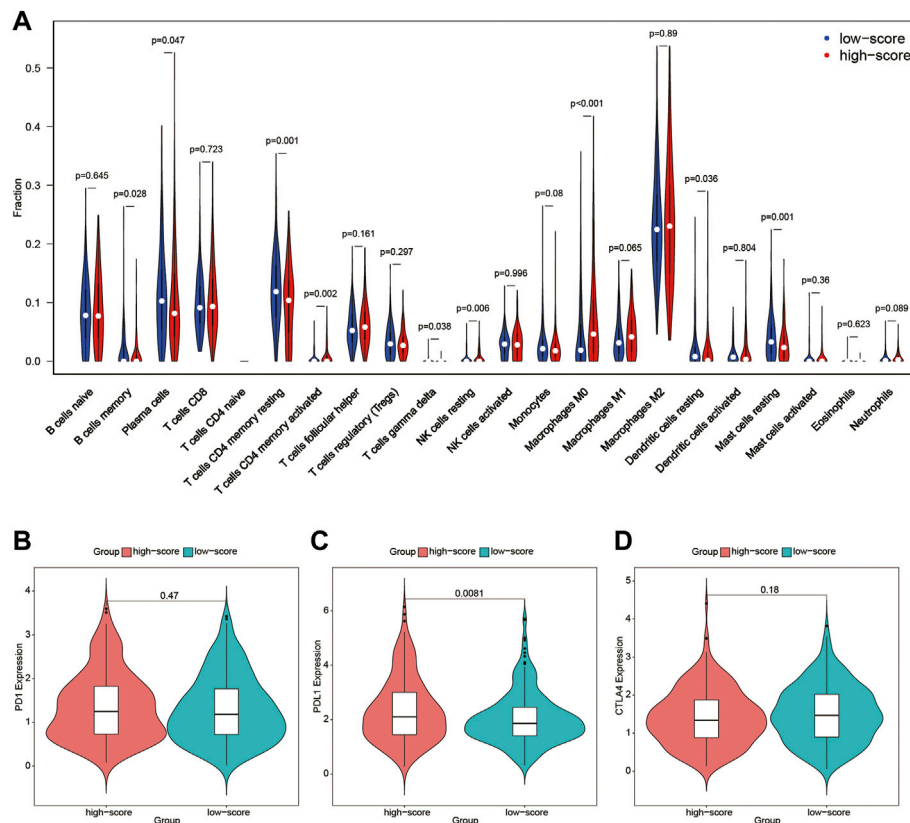 A
p=0.89
low-score
high-score
p=0.047
p<0.001
p=0.723
p=0.001
p=0.645
p=0.028
p=0.08
p=0.036
p=0.001
p=0.161
p=0.297
p=0.002
p=0.996
p=0.065
p=0.804
p=0.038
p=0.006
p=0.36
p=0.623
p=0.089
Fraction
0.5
0.4
0.3
0.2
0.1
0.0
B cells naive
B cells memory
Plasma cells
T cells CD8
T cells CD4 naive
T cells CD4 memory resting
T cells CD4 memory activated
T cells follicular helper
T cells regulatory (Tregs)
T cells gamma delta
NK cells resting
NK cells activated
Monocytes
Macrophages M0
Macrophages M1
Macrophages M2
Dendritic cells resting
Dendritic cells activated
Mast cells resting
Mast cells activated
Eosinophils
Neutrophils
B
Group high-score low-score
0.47
PD1 Expression
4
3
2
1
0
high-score low-score
Group
C
Group high-score low-score
0.0081
PDL1 Expression
6
4
2
0
high-score low-score
Group
D
Group high-score low-score
0.18
CTLA4 Expression
5
4
3
2
1
0
high-score low-score
Group